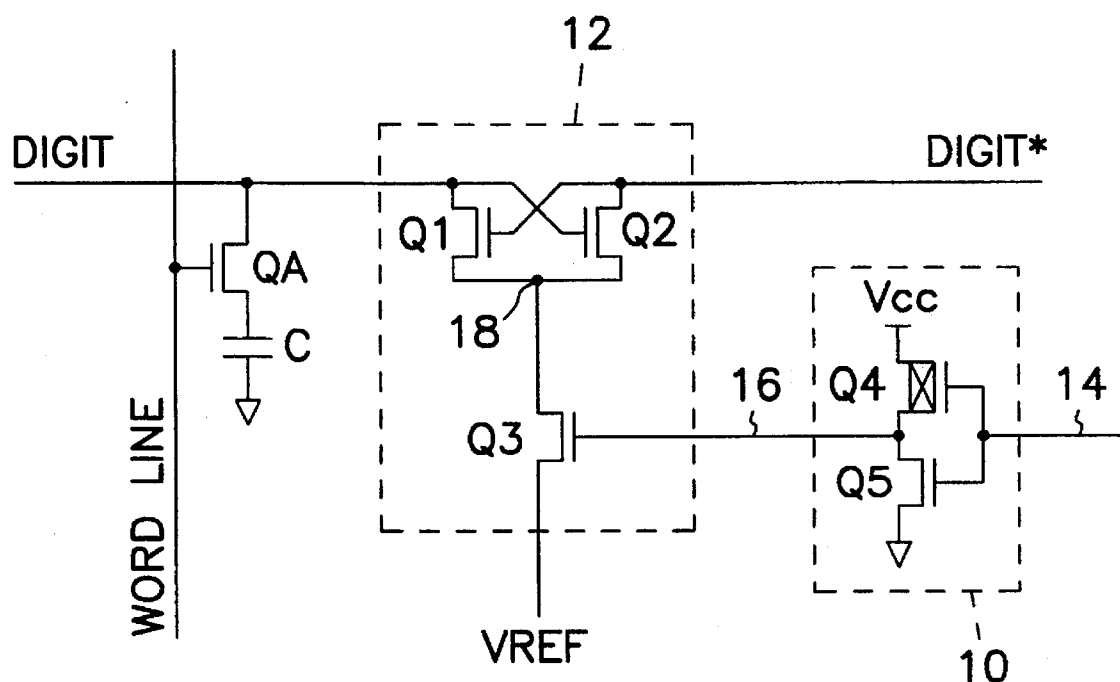 12
DIGIT
DIGIT*
Q1
Q2
QA
Vcc
18
C
Q4
16
14
Q3
Q5
WORD LINE
VREF
10